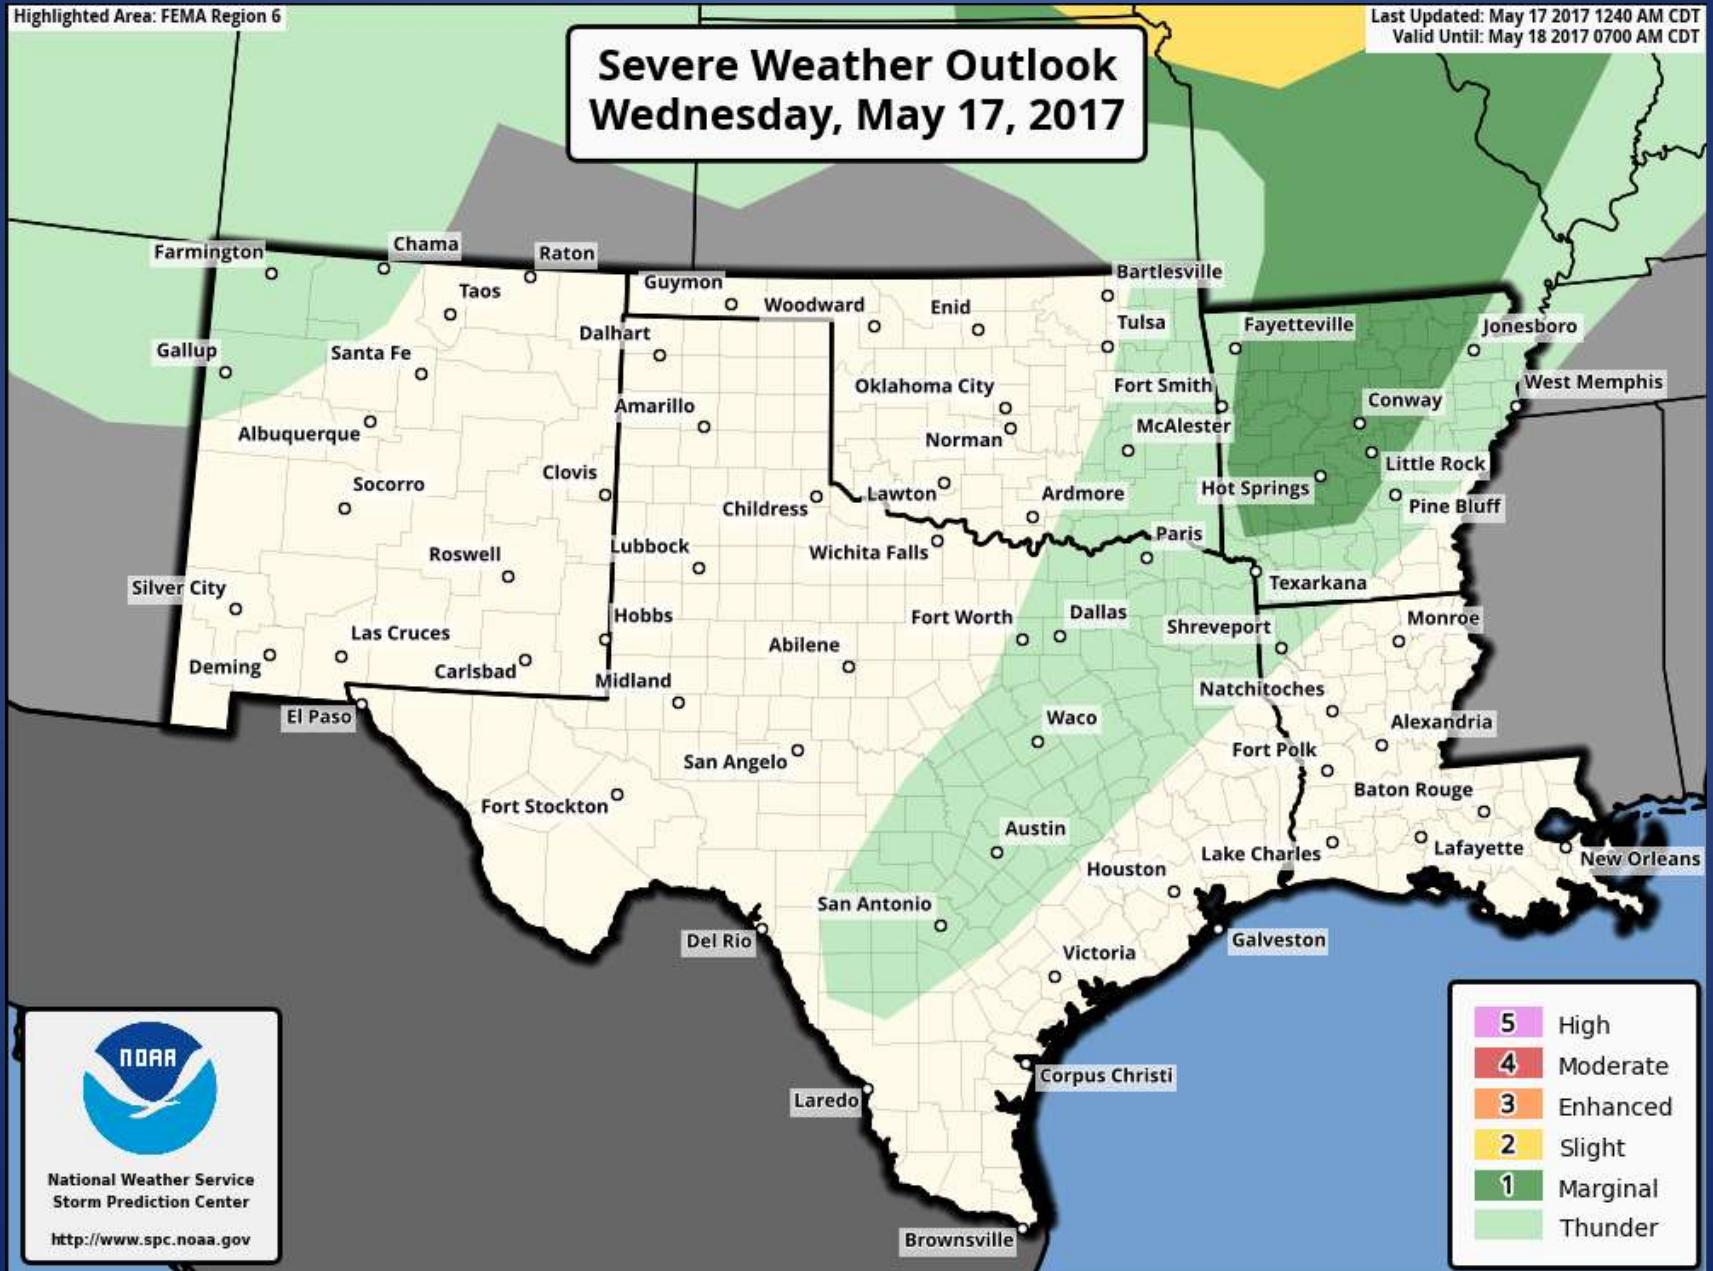 Highlighted Area: FEMA Region 6
Last Updated: May 17 2017 1240 AM CDT
Valid Until: May 18 2017 0700 AM CDT
Severe Weather Outlook
Wednesday, May 17, 2017
Farmington
Chama
Raton
Taos
Guymon
Woodward
Enid
Bartlesville
Tulsa
Fayetteville
Jonesboro
Gallup
Santa Fe
Dalhart
Oklahoma City
Fort Smith
West Memphis
Conway
Albuquerque
Amarillo
Norman
McAlester
Little Rock
Socorro
Clovis
Childress
Lawton
Ardmore
Hot Springs
Pine Bluff
Roswell
Lubbock
Wichita Falls
Paris
Texarkana
Silver City
Hobbs
Fort Worth
Dallas
Shreveport
Monroe
Las Cruces
Abilene
Deming
Carlsbad
Midland
Natchitoches
El Paso
Waco
Alexandria
San Angelo
Fort Polk
Fort Stockton
Baton Rouge
Austin
Lake Charles
Lafayette
New Orleans
Houston
San Antonio
Del Rio
Galveston
Victoria
Corpus Christi
Laredo
Brownsville
NOAA
National Weather Service
Storm Prediction Center
http://www.spc.noaa.gov
5 High
4 Moderate
3 Enhanced
2 Slight
1 Marginal
Thunder